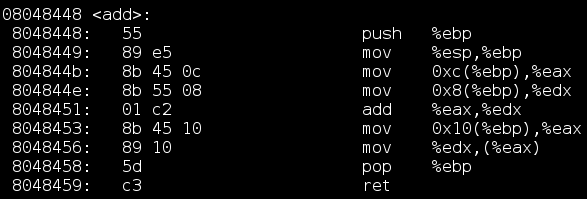 08048448 <add>:
 8048448:	55                   	push   %ebp
 8048449:	89 e5                	mov    %esp,%ebp
 804844b:	8b 45 0c             	mov    0xc(%ebp),%eax
 804844e:	8b 55 08             	mov    0x8(%ebp),%edx
 8048451:	01 c2                	add    %eax,%edx
 8048453:	8b 45 10             	mov    0x10(%ebp),%eax
 8048456:	89 10                	mov    %edx,(%eax)
 8048458:	5d                   	pop    %ebp
 8048459:	c3                   	ret